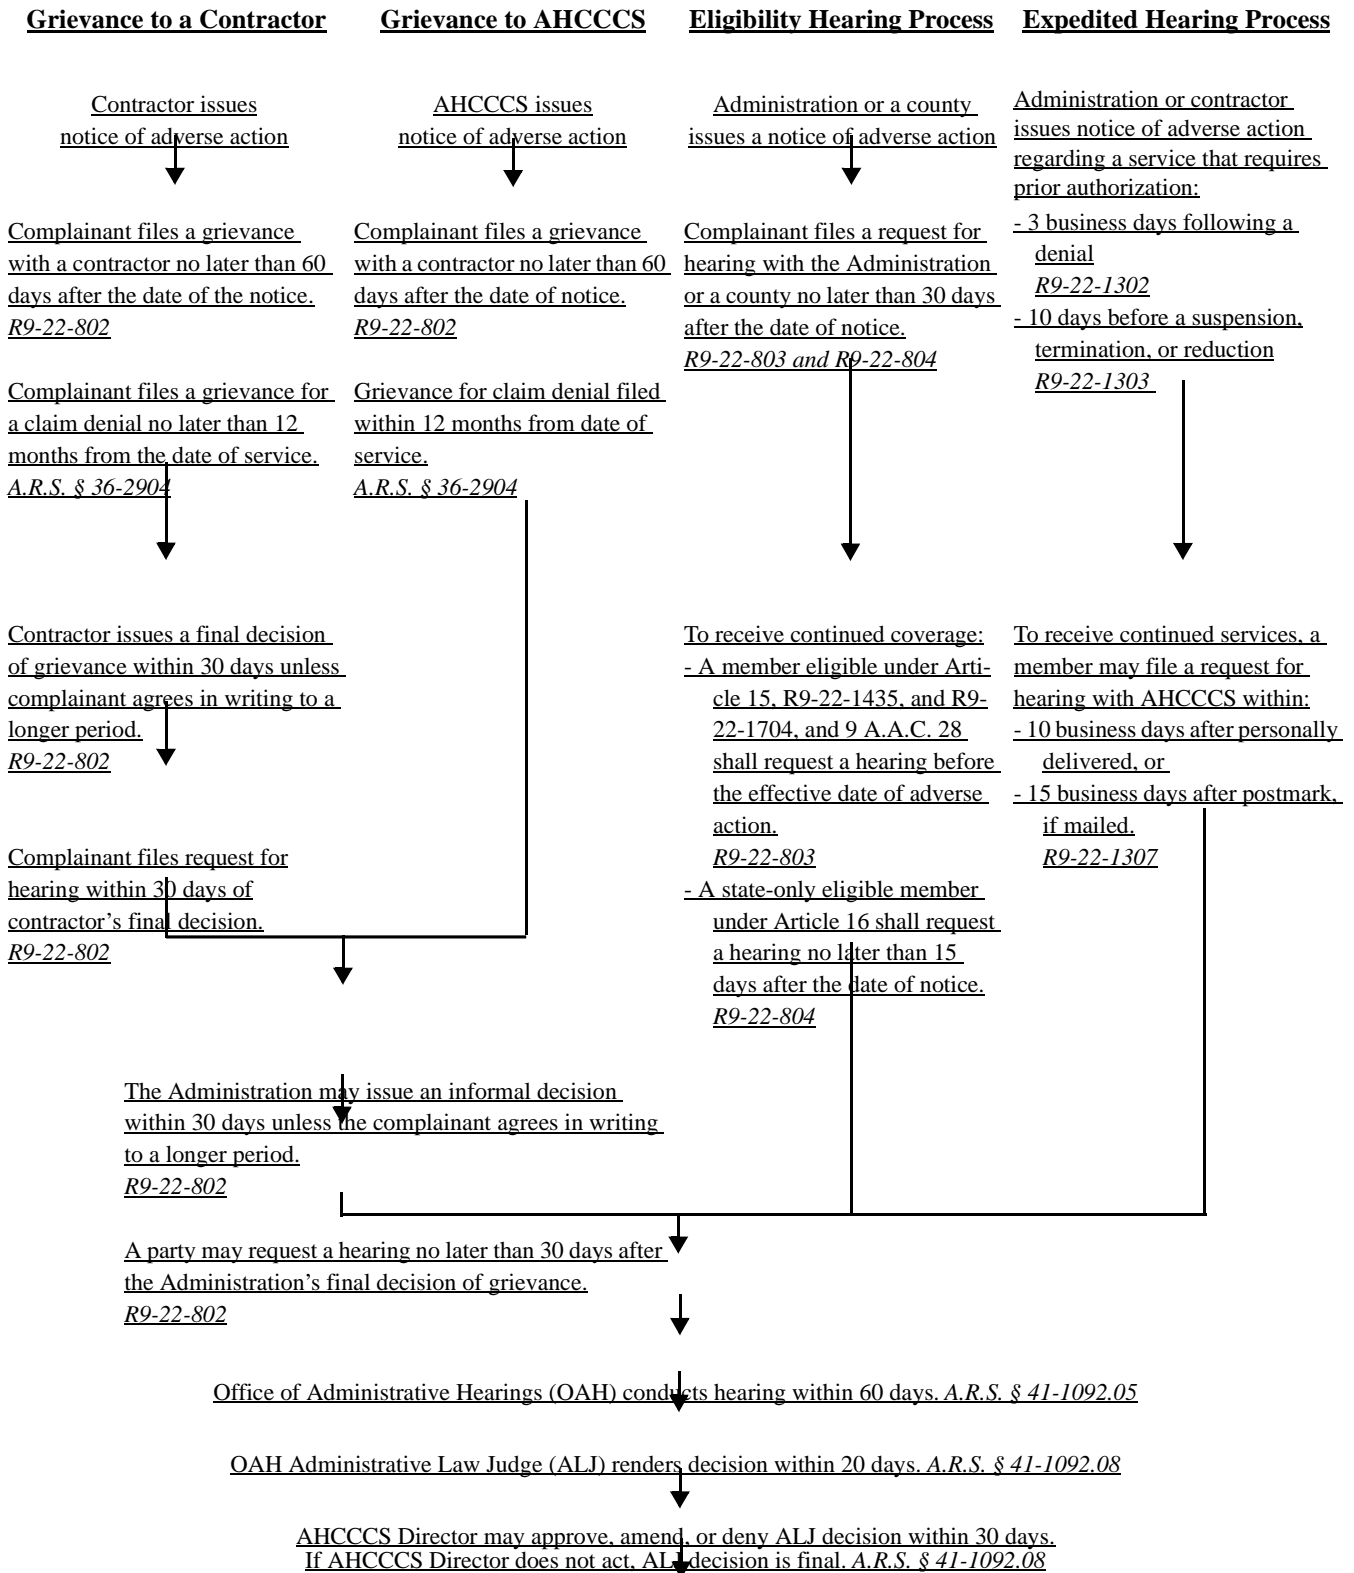 Grievance to a Contractor
Contractor issues
notice of adverse action
Complainant files a grievance
with a contractor no later than 60
days after the date of the notice.
R9-22-802
Complainant files a grievance for
a claim denial no later than 12
months from the date of service.
A.R.S. § 36-2904
Contractor issues a final decision
of grievance within 30 days unless
complainant agrees in writing to a
longer period.
R9-22-802
Complainant files request for
hearing within 30 days of
contractor’s final decision.
R9-22-802
Grievance to AHCCCS
AHCCCS issues
notice of adverse action
Complainant files a grievance
with a contractor no later than 60
days after the date of notice.
R9-22-802
Grievance for claim denial filed
within 12 months from date of
service.
A.R.S. § 36-2904
Eligibility Hearing Process
Administration or a county
issues a notice of adverse action
Complainant files a request for
hearing with the Administration
or a county no later than 30 days
after the date of notice.
R9-22-803 and R9-22-804
To receive continued coverage:
- A member eligible under Arti-
cle 15, R9-22-1435, and R9-
22-1704, and 9 A.A.C. 28
shall request a hearing before
the effective date of adverse
action.
R9-22-803
- A state-only eligible member
under Article 16 shall request
a hearing no later than 15
days after the date of notice.
R9-22-804
Expedited Hearing Process
Administration or contractor
issues notice of adverse action
regarding a service that requires
prior authorization:
- 3 business days following a
denial
R9-22-1302
- 10 days before a suspension,
termination, or reduction
R9-22-1303
To receive continued services, a
member may file a request for
hearing with AHCCCS within:
- 10 business days after personally
delivered, or
- 15 business days after postmark,
if mailed.
R9-22-1307
The Administration may issue an informal decision
within 30 days unless the complainant agrees in writing
to a longer period.
R9-22-802
A party may request a hearing no later than 30 days after
the Administration’s final decision of grievance.
R9-22-802
Office of Administrative Hearings (OAH) conducts hearing within 60 days. A.R.S. § 41-1092.05
OAH Administrative Law Judge (ALJ) renders decision within 20 days. A.R.S. § 41-1092.08
AHCCCS Director may approve, amend, or deny ALJ decision within 30 days.
If AHCCCS Director does not act, ALJ decision is final. A.R.S. § 41-1092.08